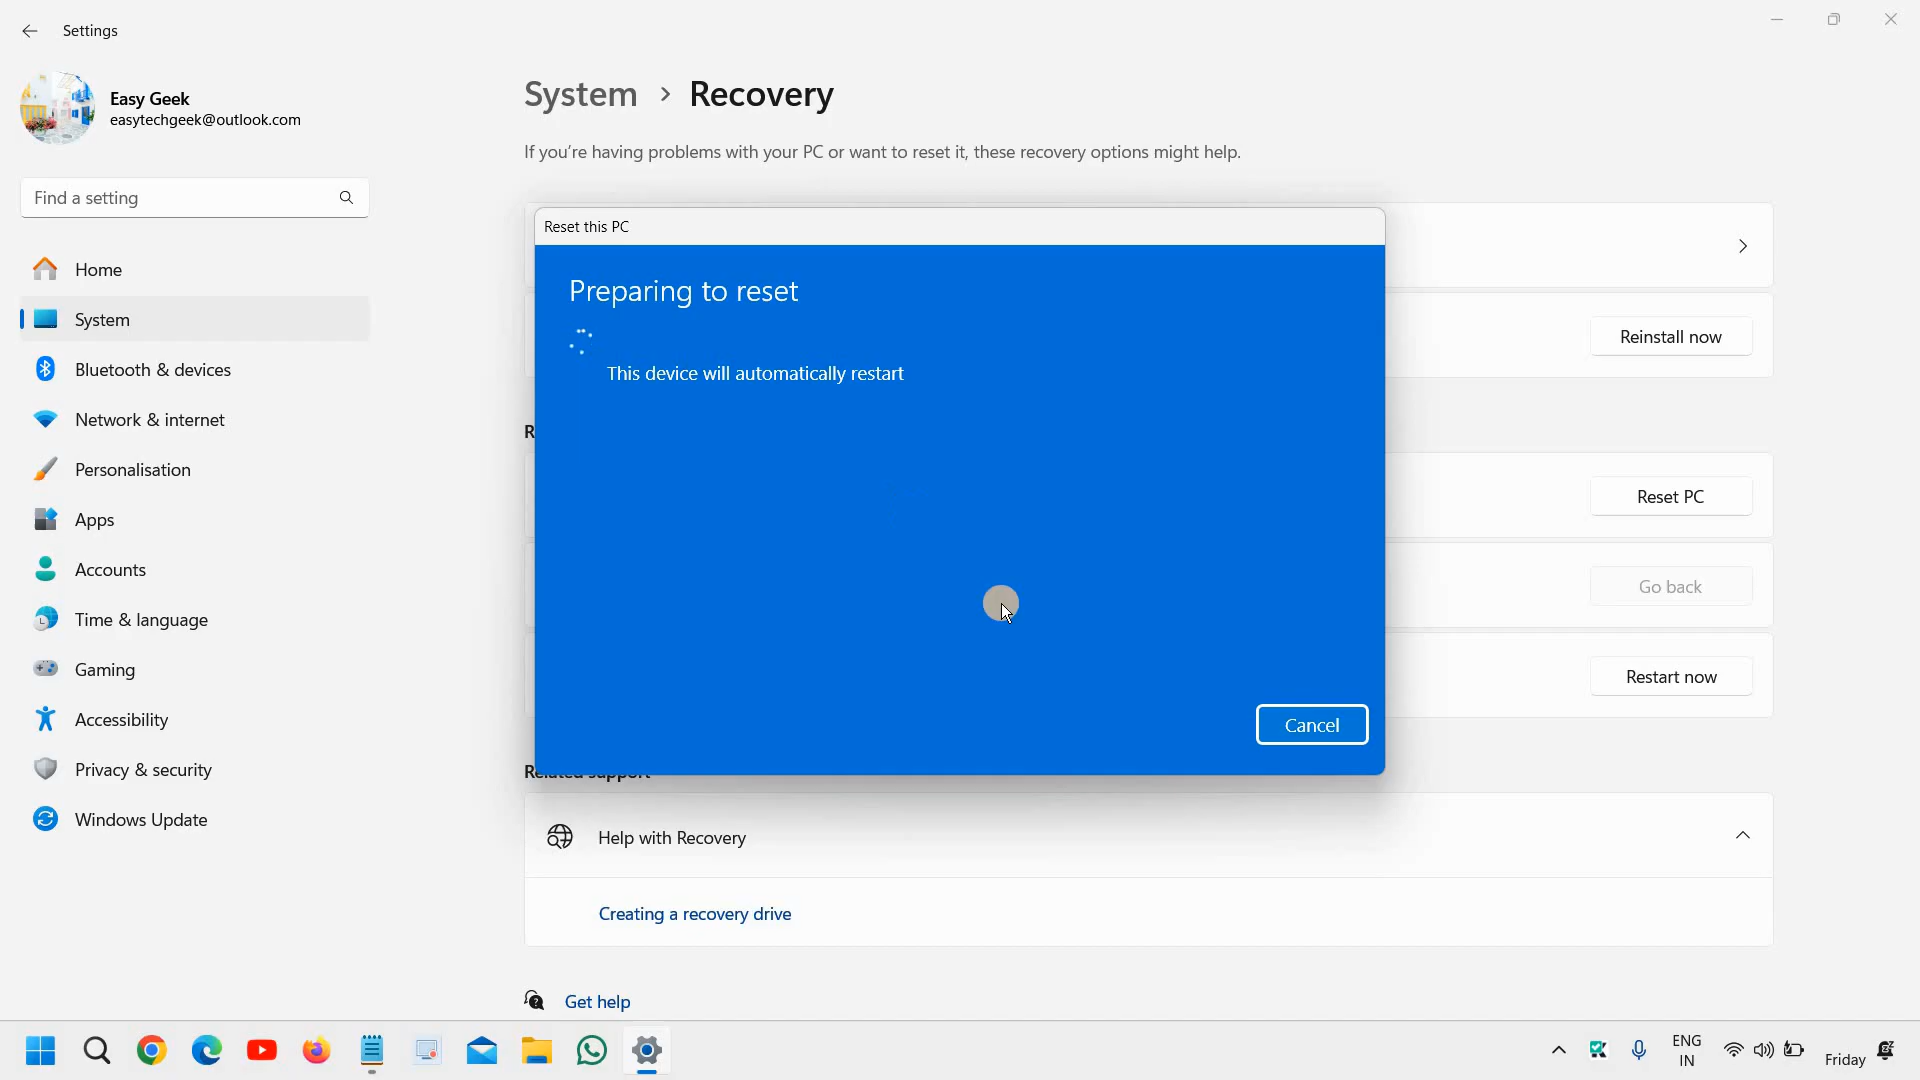 Settings
Easy Geek
easytechgeek@outlook.com
Find a setting
Home
System
Bluetooth & devices
Network & internet
Personalisation
Apps
Accounts
Time & language
Gaming
Accessibility
Privacy & security
Windows Update
System > Recovery
If you're having problems with your PC or want to reset it, these recovery options might help.
Reset this PC
Preparing to reset
This device will automatically restart
Cancel
Reinstall now
R
Reset PC
Go back
Restart now
Related support
Help with Recovery
Creating a recovery drive
Get help
ENG
IN
Friday